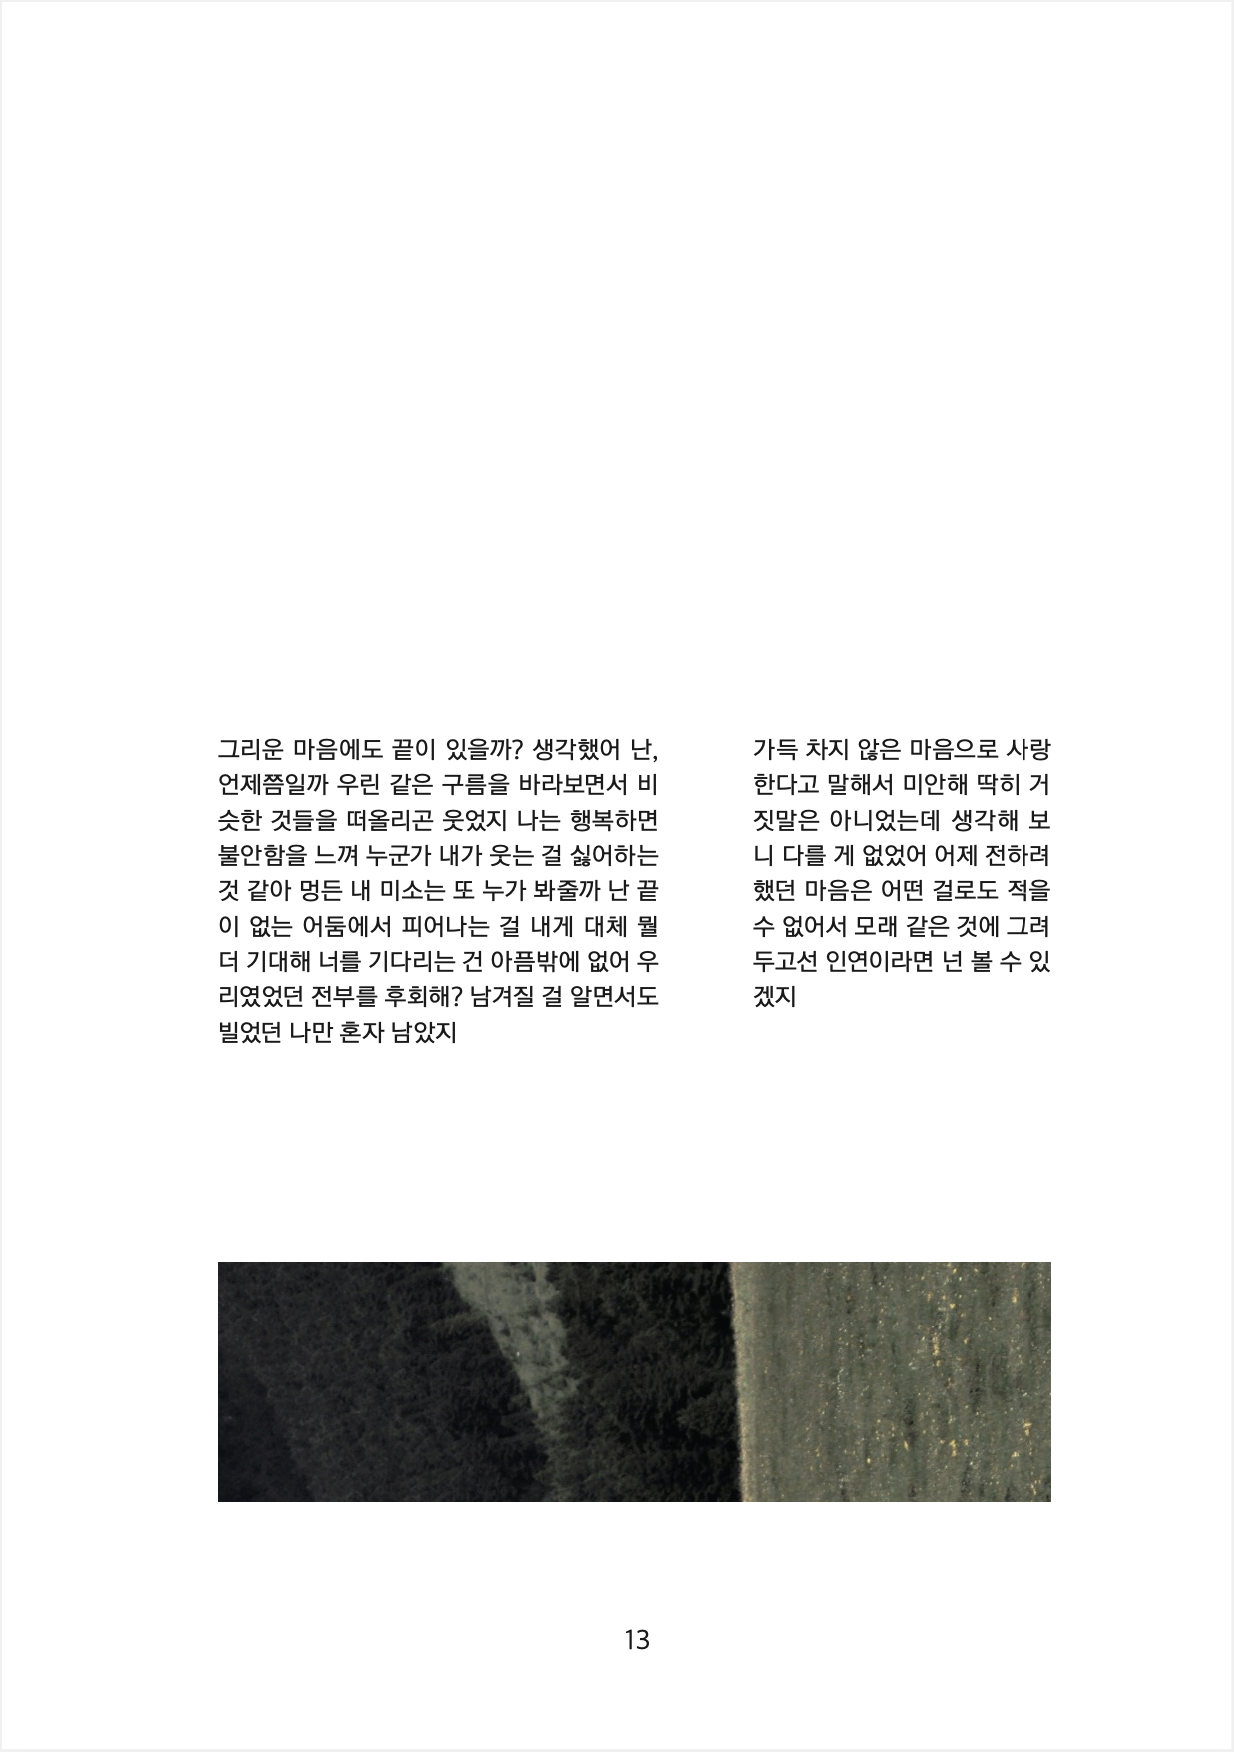 그리운 마음에도 끝이 있을까? 생각했어 난,
언제쯤일까 우린 같은 구름을 바라보면서 비
슷한 것들을 떠올리곤 웃었지 나는 행복하면
불안함을 느껴 누군가 내가 웃는 걸 싫어하는
것 같아 멍든 내 미소는 또 누가 봐줄까 난 끝
이 없는 어둠에서 피어나는 걸 내게 대체 뭘
더 기대해 너를 기다리는 건 아픔밖에 없어 우
리였었던 전부를 후회해? 남겨질 걸 알면서도
빌었던 나만 혼자 남았지
가득 차지 않은 마음으로 사랑
한다고 말해서 미안해 딱히 거
짓말은 아니었는데 생각해 보
니 다를 게 없었어 어제 전하려
했던 마음은 어떤 걸로도 적을
수 없어서 모래 같은 것에 그려
두고선 인연이라면 넌 볼 수 있
겠지
13